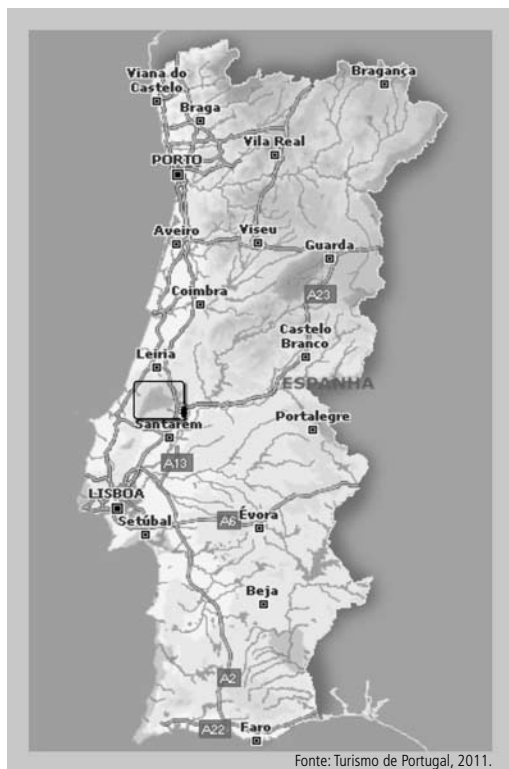 Viana do
Castelo
Bragança
Braga
Vila Real
PORTO
Aveiro
Viseu
Guarda
Coimbra
A23
Castelo
Branco
Leiria
ESPANHA
Portalegre
Santarém
A13
LISBOA
Setúbal
A6
Évora
Beja
A2
A22
Faro
Fonte: Turismo de Portugal, 2011.